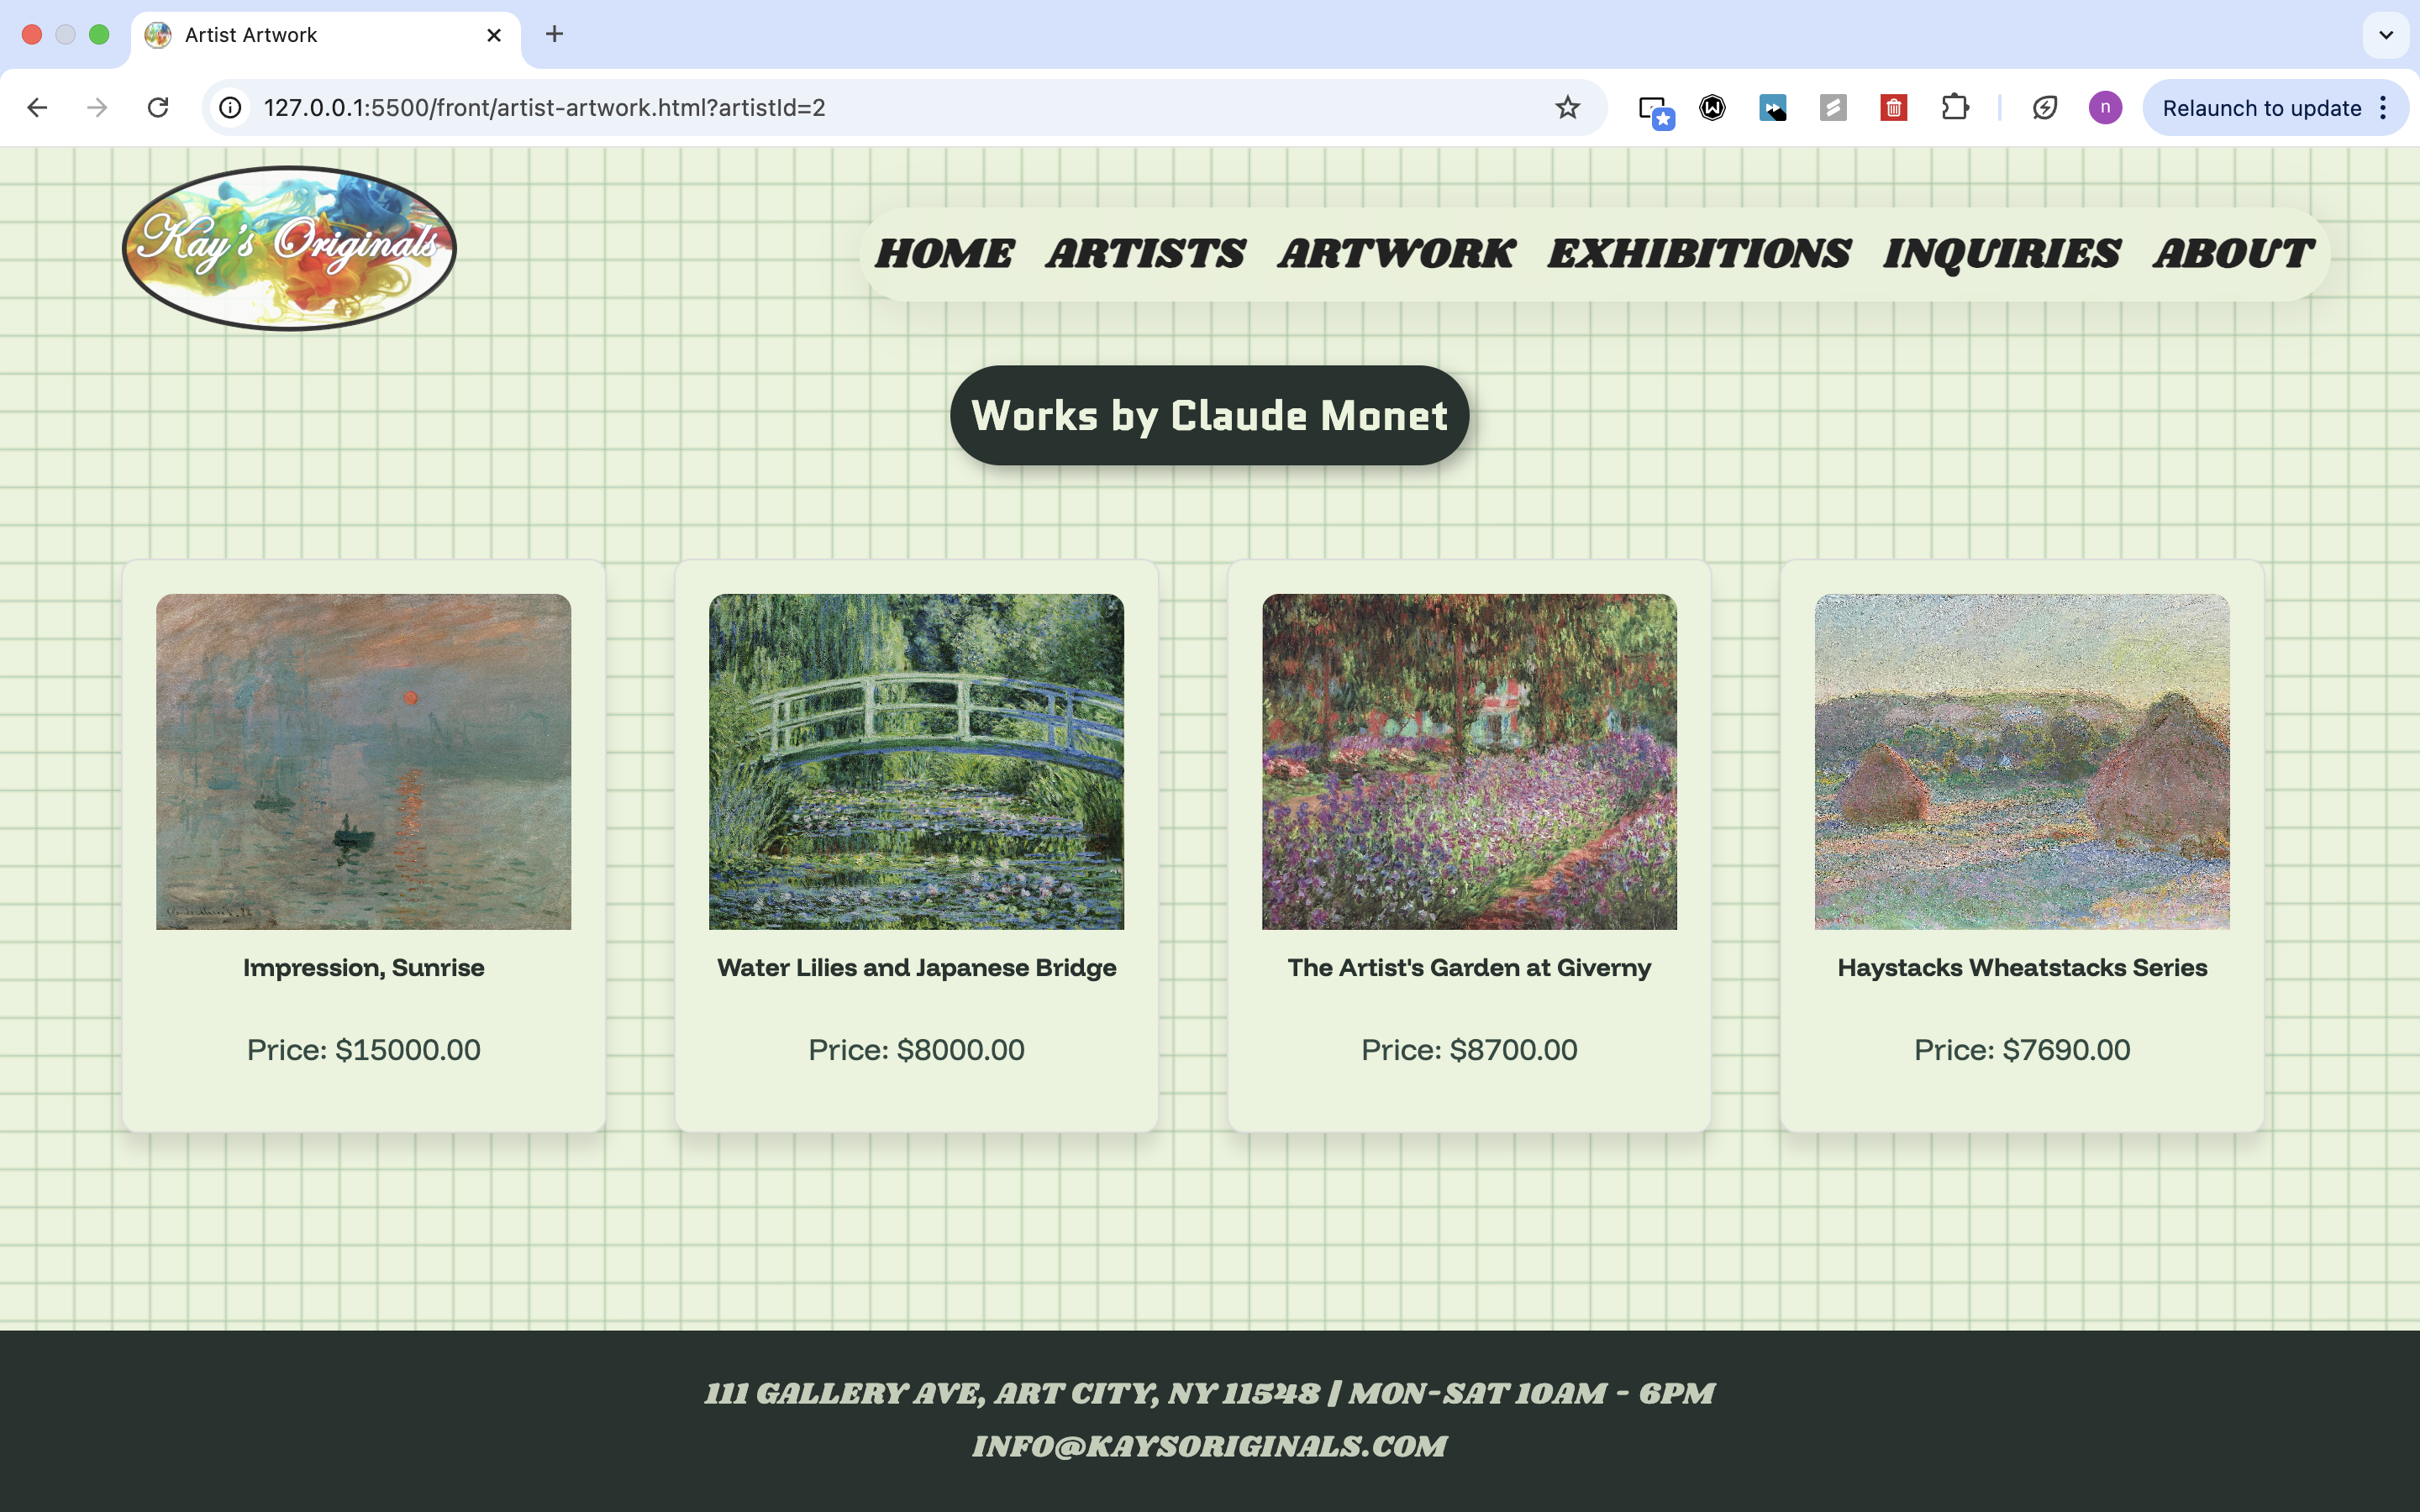 Artist Artwork
127.0.0.1:5500/front/artist-artwork.html?artistId=2
n
Relaunch to update
Kay's Originals
HOME ARTISTS ARTWORK EXHIBITIONS INQUIRIES ABOUT
Works by Claude Monet
Impression, Sunrise
Water Lilies and Japanese Bridge
The Artist's Garden at Giverny
Haystacks Wheatstacks Series
Price: $15000.00
Price: $8000.00
Price: $8700.00
Price: $7690.00
111 GALLERY AVE, ART CITY, NY 11548 | MON-SAT 10AM - 6PM
INFO@KAYSORIGINALS.COM